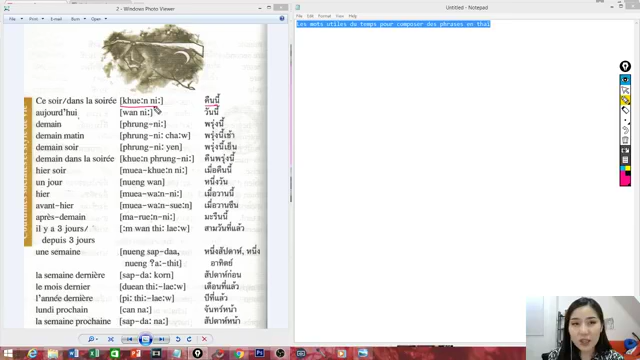 2 - Windows Photo Viewer
File Print E-mail Burn Open
Ce soir/dans la soirée [khue:n ni:] คืนนี้
aujourd'hui [wan ni:] วันนี้
demain [phrung-ni:] พรุ่งนี้
demain matin [phrung-ni: cha:w] พรุ่งนี้เช้า
demain soir [phrung-ni: yen] พรุ่งนี้เย็น
demain dans la soirée [khue:n phrung-ni:] คืนพรุ่งนี้
hier soir [muea-khuen ni:] เมื่อคืนนี้
un jour [nueng wan] หนึ่งวัน
hier [muea-wa:n-ni:] เมื่อวานนี้
avant-hier [muea-wa:n-sue:n] เมื่อวานซืน
après-demain [ma-rue:n-ni:] มะรืนนี้
il y a 3 jours/ [:m wan thi: lae:w] สามวันที่แล้ว
depuis 3 jours
une semaine [nueng sap-daa, หนึ่งสัปดาห์, หนึ่ง
nueng ʔa:-thit] อาทิตย์
la semaine dernière [sap-da: korn] สัปดาห์ก่อน
le mois dernier [duean thi:-lae:w] เดือนที่แล้ว
l'année dernière [pi: thi:-lae:w] ปีที่แล้ว
lundi prochain [can na:] จันทร์หน้า
la semaine prochaine [sap-da: na:] สัปดาห์หน้า
Untitled - Notepad
File Edit Format View Help
Les mots utiles du temps pour composer des phrases en thaï